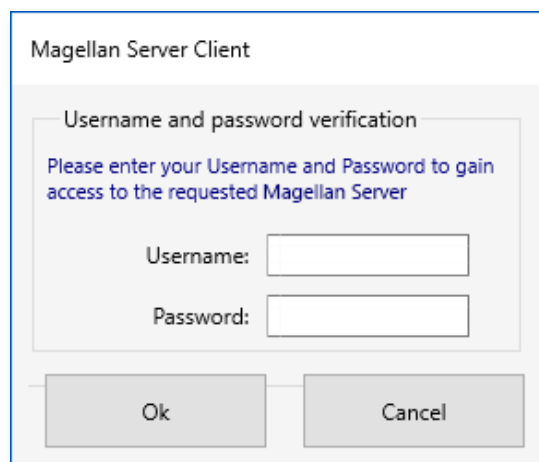 Magellan Server Client
Username and password verification
Please enter your Username and Password to gain
access to the requested Magellan Server
Username:
Password:
Ok
Cancel